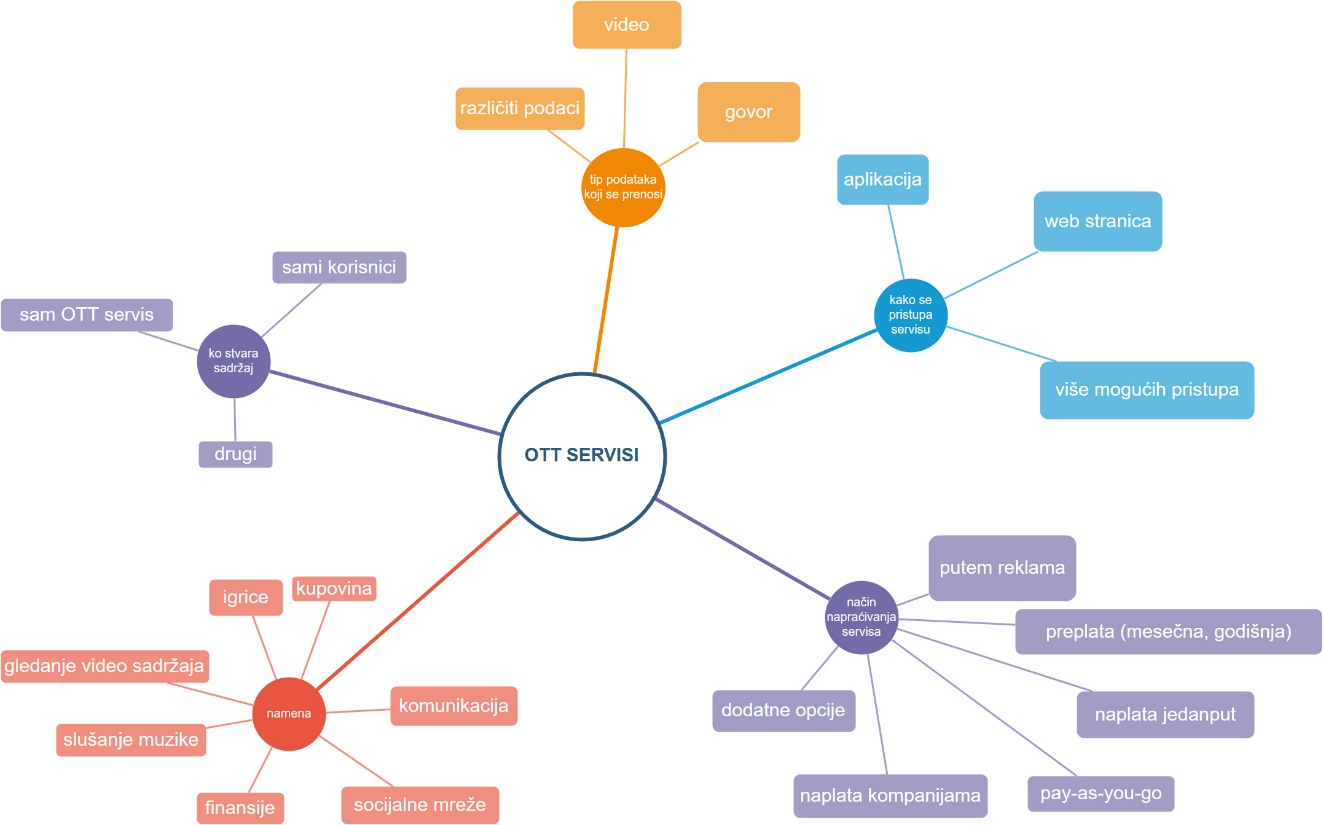 video
različiti podaci
govor
tip podataka
koji se prenosi
aplikacija
web stranica
kako se
pristupa
servisu
više mogućih pristupa
sami korisnici
sam OTT servis
ko stvara
sadržaj
drugi
OTT SERVISI
putem reklama
način
napraćivanja
servisa
preplata (mesečna, godišnja)
naplata jedanput
pay-as-you-go
naplata kompanijama
dodatne opcije
igrice
kupovina
gledanje video sadržaja
namena
komunikacija
slušanje muzike
finansije
socijalne mreže